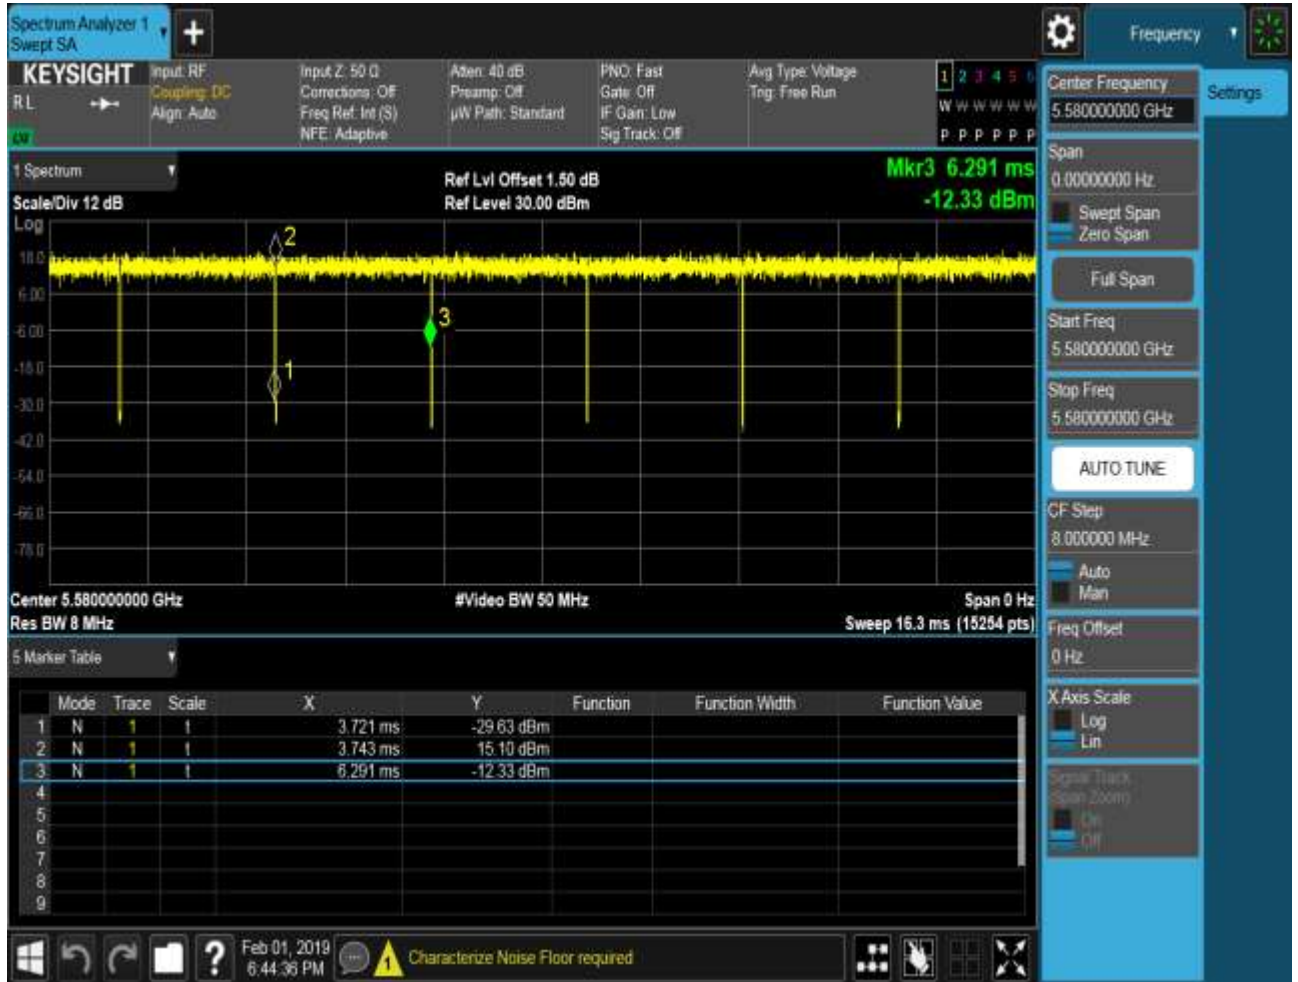 Spectrum Analyzer 1
Swept SA
+
Frequency
KEYSIGHT
RL
Input: RF
Coupling: DC
Align: Auto
Input Z: 50 Ω
Corrections: Off
Freq Ref: Int (S)
NFE: Adaptive
Atten: 40 dB
Preamp: Off
µW Path: Standard
PNO: Fast
Gate: Off
IF Gain: Low
Sig Track: Off
Avg Type: Voltage
Trig: Free Run
1 2 3 4 5 6
W W W W W W
P P P P P P
1 Spectrum
Scale/Div 12 dB
Ref Lvl Offset 1.50 dB
Ref Level 30.00 dBm
Mkr3 6.291 ms
-12.33 dBm
Log
18.0
6.00
-6.00
-18.0
-30.0
-42.0
-54.0
-66.0
-78.0
2
3
1
Center 5.580000000 GHz
Res BW 8 MHz
#Video BW 50 MHz
Span 0 Hz
Sweep 16.3 ms (15254 pts)
5 Marker Table
Mode Trace Scale X Y Function Function Width Function Value
1 N 1 t 3.721 ms -29.63 dBm
2 N 1 t 3.743 ms 15.10 dBm
3 N 1 t 6.291 ms -12.33 dBm
4
5
6
7
8
9
Feb 01, 2019
6:44:36 PM
?
1
Characterize Noise Floor required
Center Frequency
5.580000000 GHz
Settings
Span
0.00000000 Hz
Swept Span
Zero Span
Full Span
Start Freq
5.580000000 GHz
Stop Freq
5.580000000 GHz
AUTO TUNE
CF Step
8.000000 MHz
Auto
Man
Freq Offset
0 Hz
X Axis Scale
Log
Lin
Signal Track
(Span Zoom)
On
Off